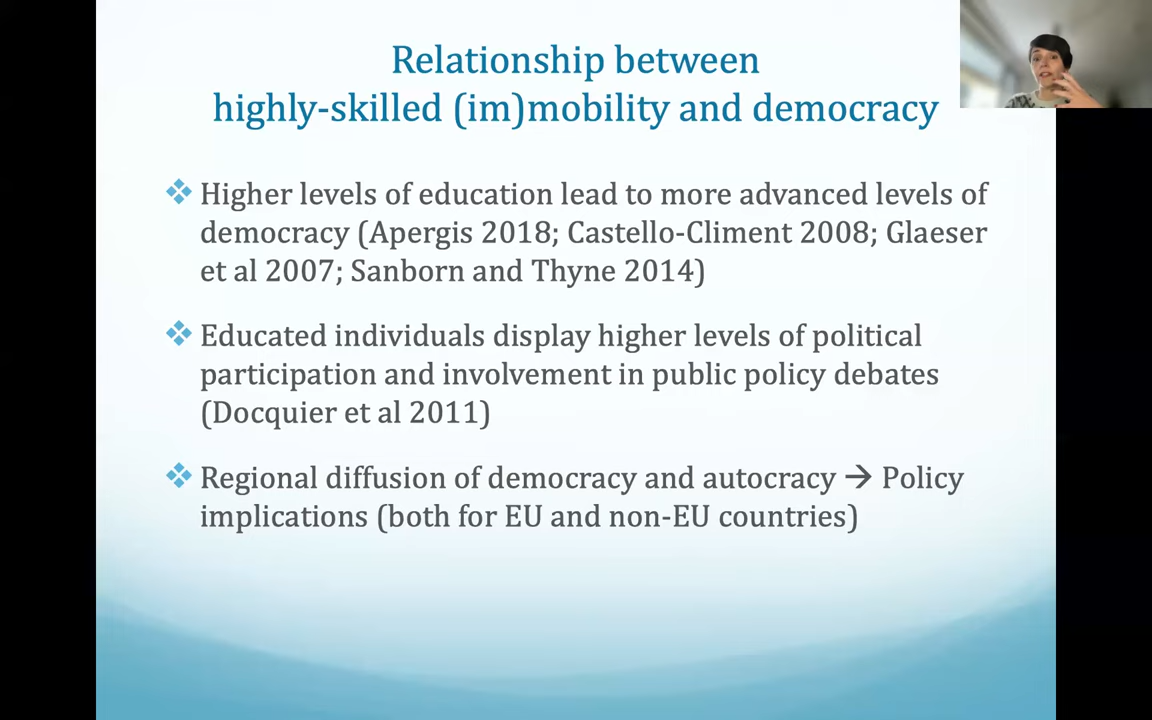 Relationship between
highly-skilled (im)mobility and democracy
❖ Higher levels of education lead to more advanced levels of
democracy (Apergis 2018; Castello-Climent 2008; Glaeser
et al 2007; Sanborn and Thyne 2014)
❖ Educated individuals display higher levels of political
participation and involvement in public policy debates
(Docquier et al 2011)
❖ Regional diffusion of democracy and autocracy → Policy
implications (both for EU and non-EU countries)